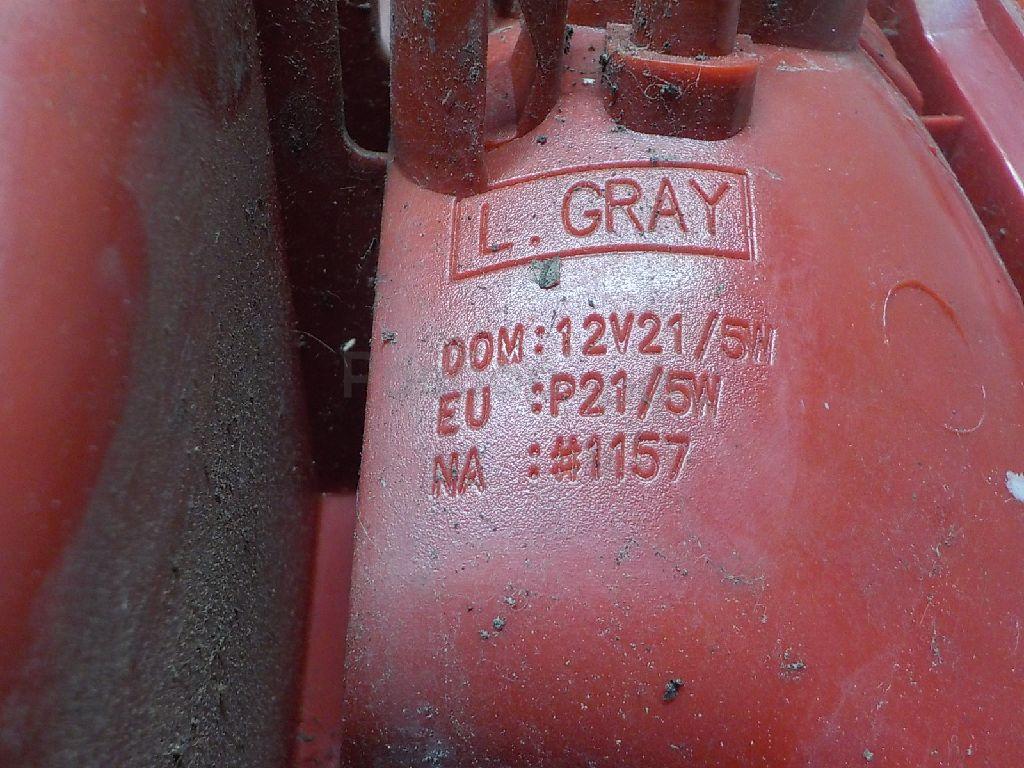 L. GRAY
DOM:12V21/5W
EU :P21/5W
NA :#1157